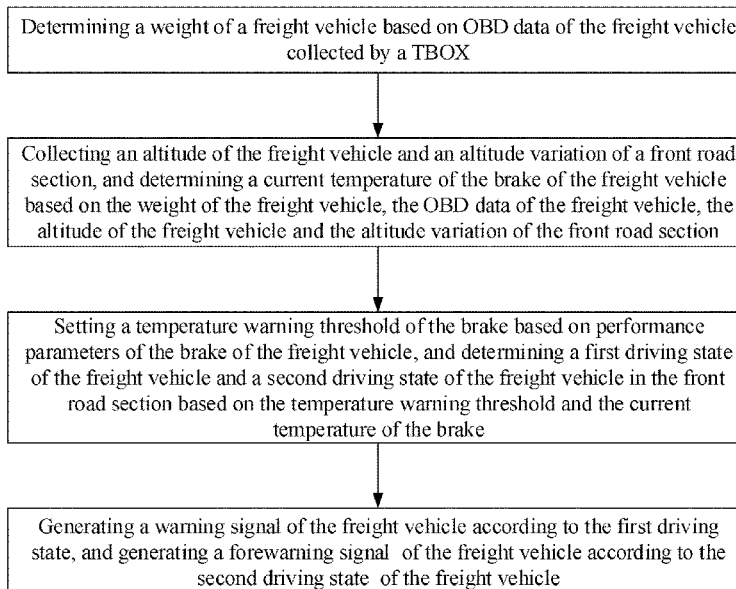 Determining a weight of a freight vehicle based on OBD data of the freight vehicle
collected by a TBOX
Collecting an altitude of the freight vehicle and an altitude variation of a front road
section, and determining a current temperature of the brake of the freight vehicle
based on the weight of the freight vehicle, the OBD data of the freight vehicle, the
altitude of the freight vehicle and the altitude variation of the front road section
Setting a temperature warning threshold of the brake based on performance
parameters of the brake of the freight vehicle, and determining a first driving state
of the freight vehicle and a second driving state of the freight vehicle in the front
road section based on the temperature warning threshold and the current
temperature of the brake
Generating a warning signal of the freight vehicle according to the first driving
state, and generating a forewarning signal of the freight vehicle according to the
second driving state of the freight vehicle